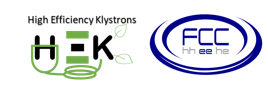 High Efficiency Klystrons
HEK
FCC
hh ee he